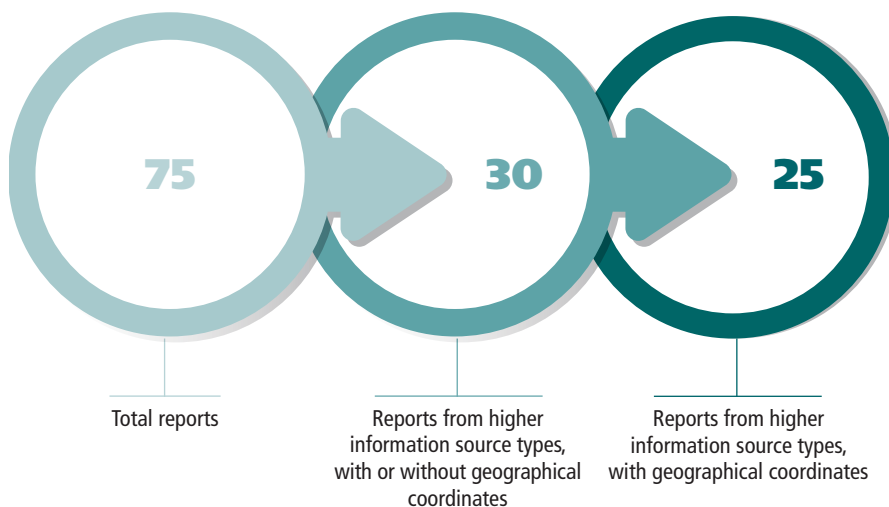 75
30
25
Total reports
Reports from higher
information source types,
with or without geographical
coordinates
Reports from higher
information source types,
with geographical coordinates